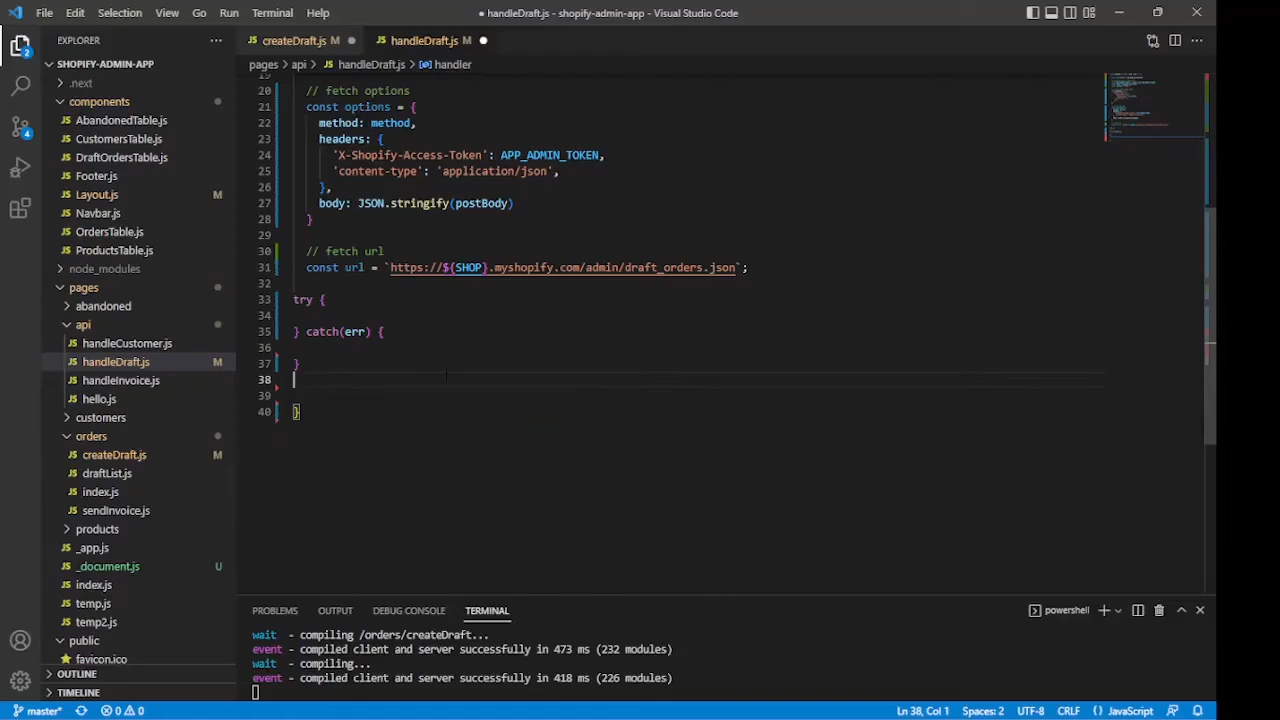 File Edit Selection View Go Run Terminal Help
● handleDraft.js - shopify-admin-app - Visual Studio Code
EXPLORER
SHOPIFY-ADMIN-APP
.next
components
AbandonedTable.js
CustomersTable.js
DraftOrdersTable.js
Footer.js
Layout.js M
Navbar.js
OrdersTable.js
ProductsTable.js
node_modules
pages
abandoned
api
handleCustomer.js
handleDraft.js M
handleInvoice.js
hello.js
customers
orders
createDraft.js M
draftList.js
index.js
sendInvoice.js
products
_app.js
_document.js U
index.js
temp.js
temp2.js
public
favicon.ico
OUTLINE
TIMELINE
2
4
JS createDraft.js M ● JS handleDraft.js M ●
pages > api > JS handleDraft.js > handler
19
20 // fetch options
21 const options = {
22 method: method,
23 headers: {
24 'X-Shopify-Access-Token': APP_ADMIN_TOKEN,
25 'content-type': 'application/json',
26 },
27 body: JSON.stringify(postBody)
28 }
29
30 // fetch url
31 const url = `https://${SHOP}.myshopify.com/admin/draft_orders.json`;
32
33 try {
34
35 } catch(err) {
36
37 }
38
39
40 }
PROBLEMS OUTPUT DEBUG CONSOLE TERMINAL
powershell
wait - compiling /orders/createDraft...
event - compiled client and server successfully in 473 ms (232 modules)
wait - compiling...
event - compiled client and server successfully in 418 ms (226 modules)
master* 0 0
Ln 38, Col 1 Spaces: 2 UTF-8 CRLF {} JavaScript